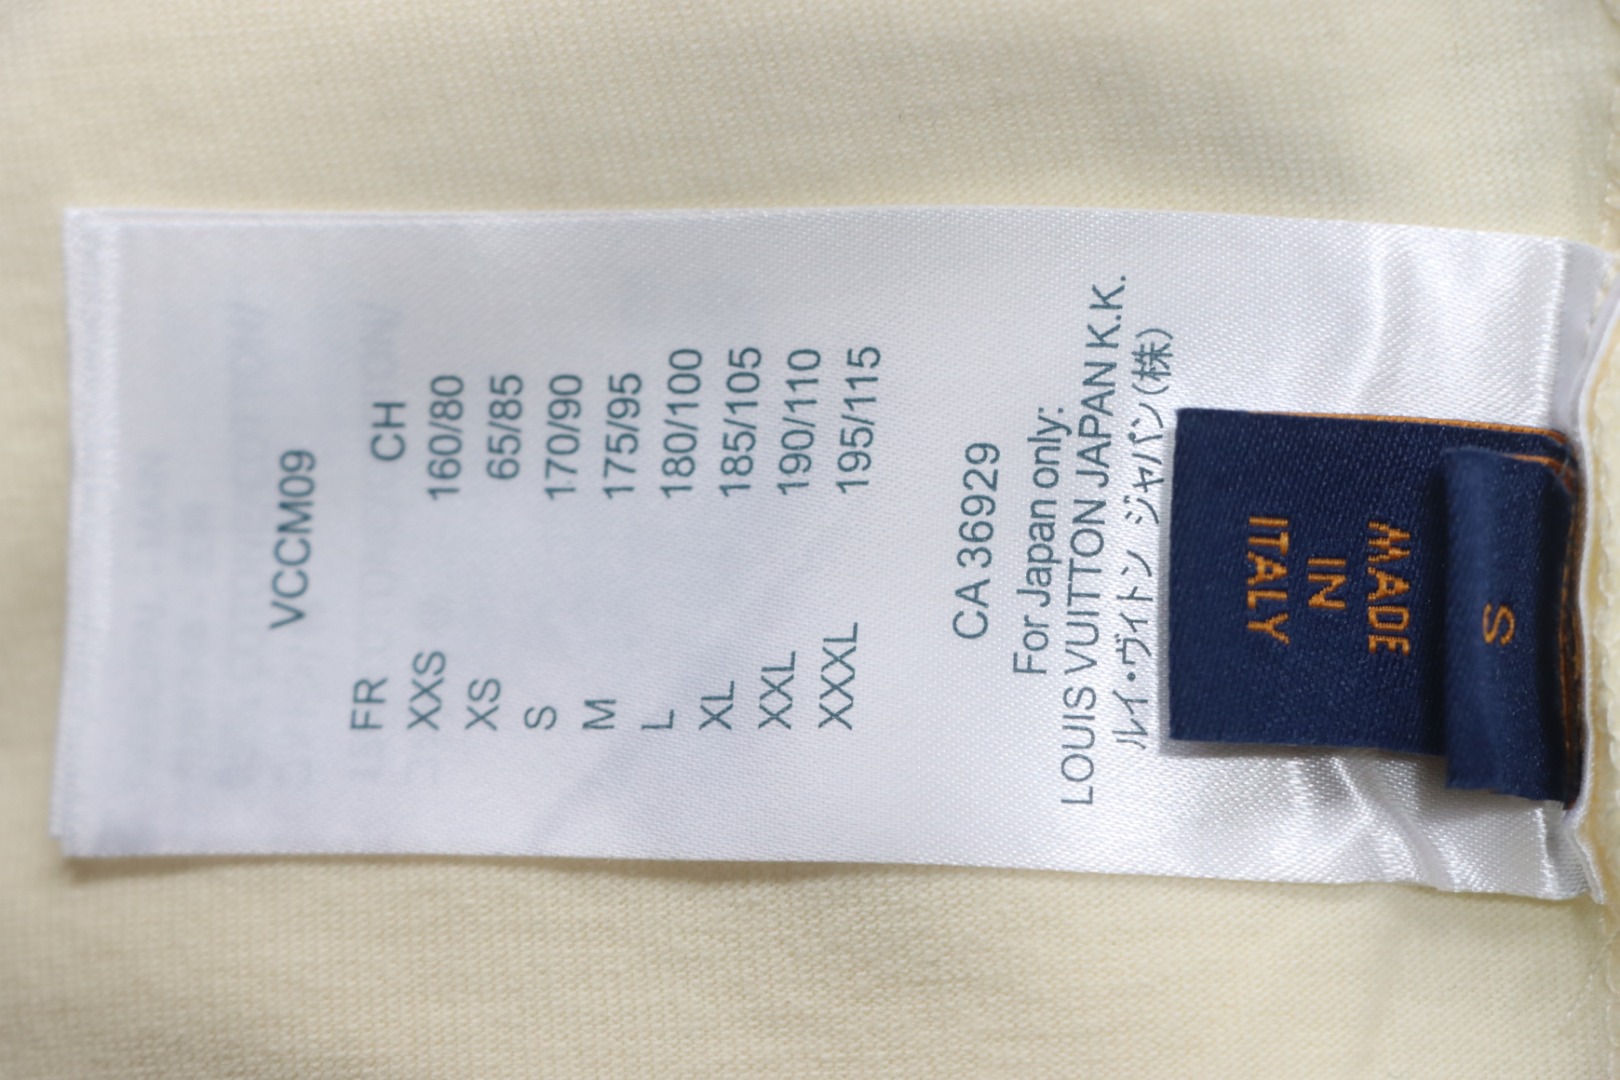 VCCM09
FR CH
XXS 160/80
XS 65/85
S 170/90
M 175/95
L 180/100
XL 185/105
XXL 190/110
XXXL 195/115
CA 36929
For Japan only:
LOUIS VUITTON JAPAN K.K.
ルイ・ヴィトン ジャパン(株)
MADE
IN
ITALY
S